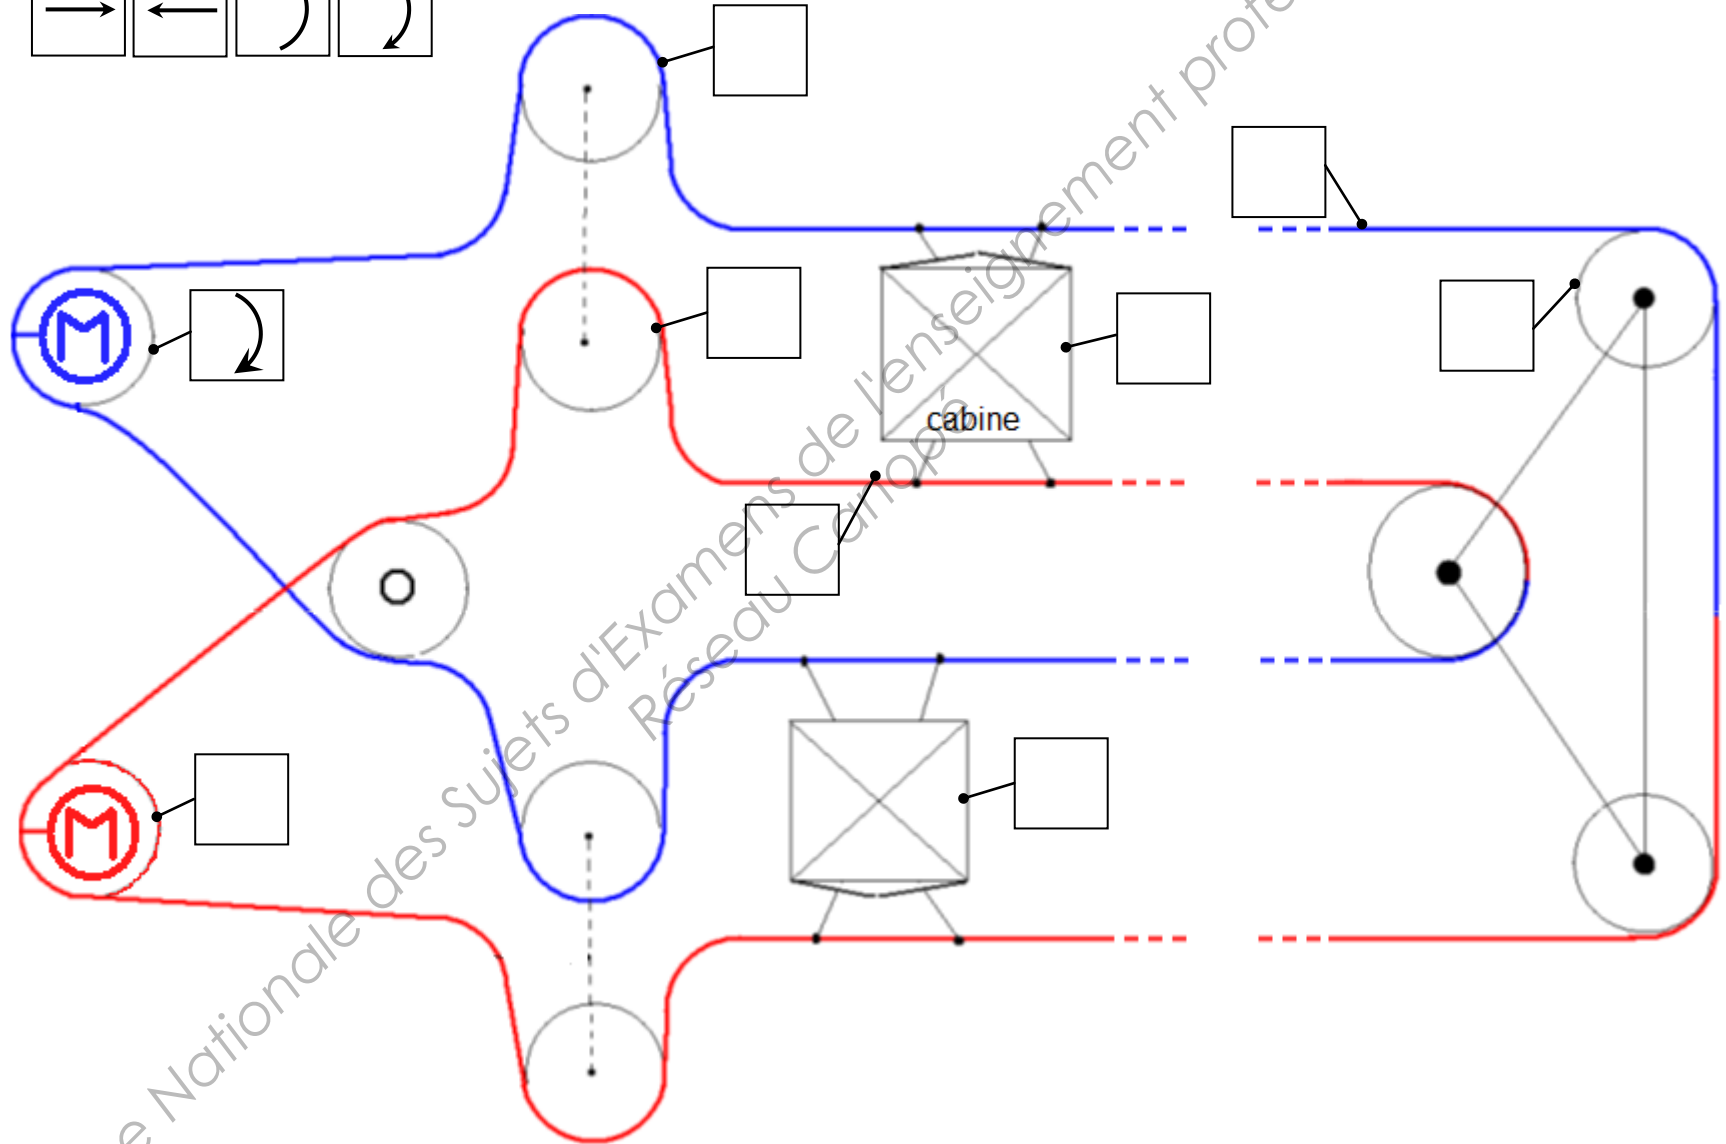 M
cabine
M
e Nationale des Sujets d'Examens de l'enseignement profe
Réseau Canopé